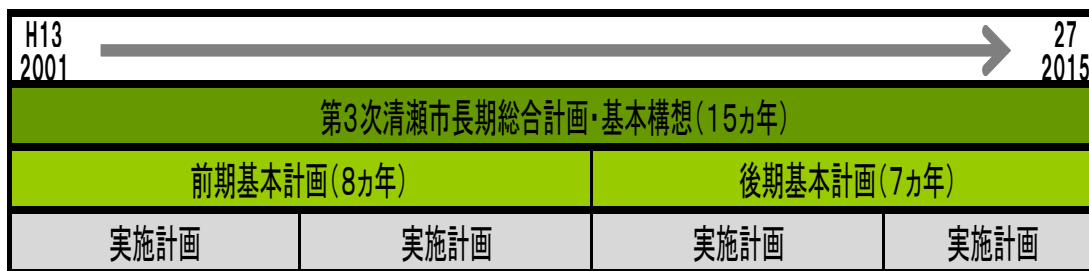 H13 27
2001 2015
第3次清瀬市長期総合計画・基本構想(15ヵ年)
前期基本計画(8ヵ年) 後期基本計画(7ヵ年)
実施計画 実施計画 実施計画 実施計画